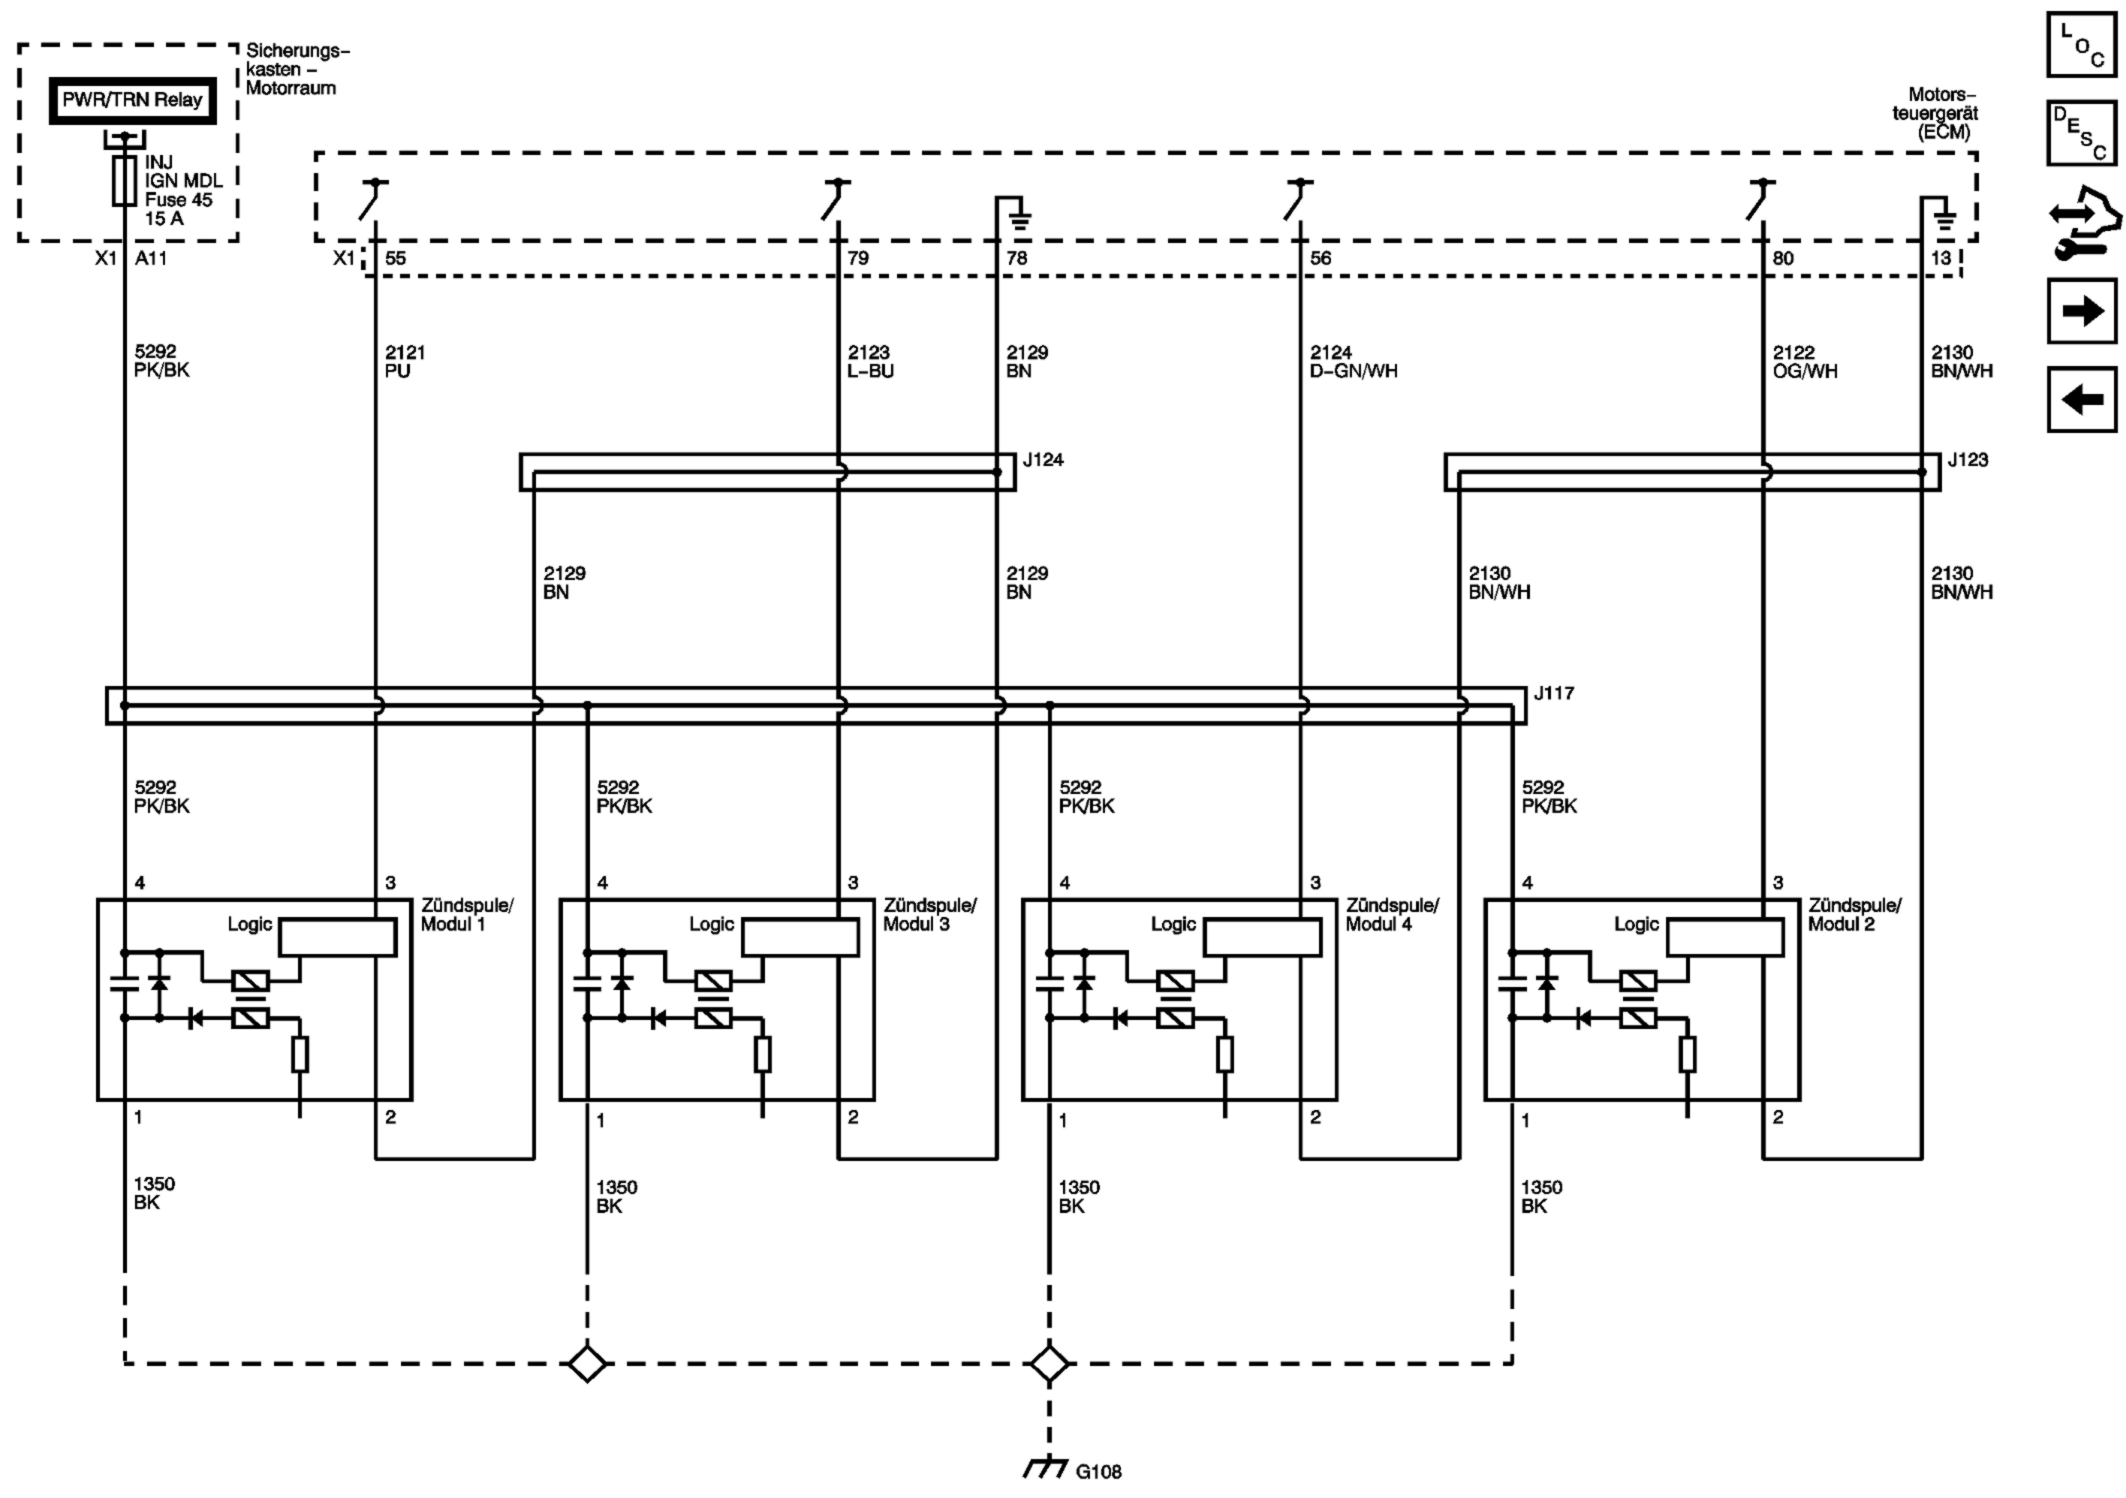 Sicherungs-
kasten -
Motorraum
PWR/TRN Relay
INJ
IGN MDL
Fuse 45
15 A
X1 A11
Motors-
teuergerät
(ECM)
X1 55 79 78 56 80 13
L
O
C
D
E
S
C
5292
PK/BK
2121
PU
2123
L-BU
2129
BN
2124
D-GN/WH
2122
OG/WH
2130
BN/WH
J124
J123
2129
BN
2129
BN
2130
BN/WH
2130
BN/WH
J117
5292
PK/BK
5292
PK/BK
5292
PK/BK
5292
PK/BK
4 3 4 3 4 3 4 3
Logic
Zündspule/
Modul 1
Logic
Zündspule/
Modul 3
Logic
Zündspule/
Modul 4
Logic
Zündspule/
Modul 2
1 2 1 2 1 2 1 2
1350
BK
1350
BK
1350
BK
1350
BK
G108